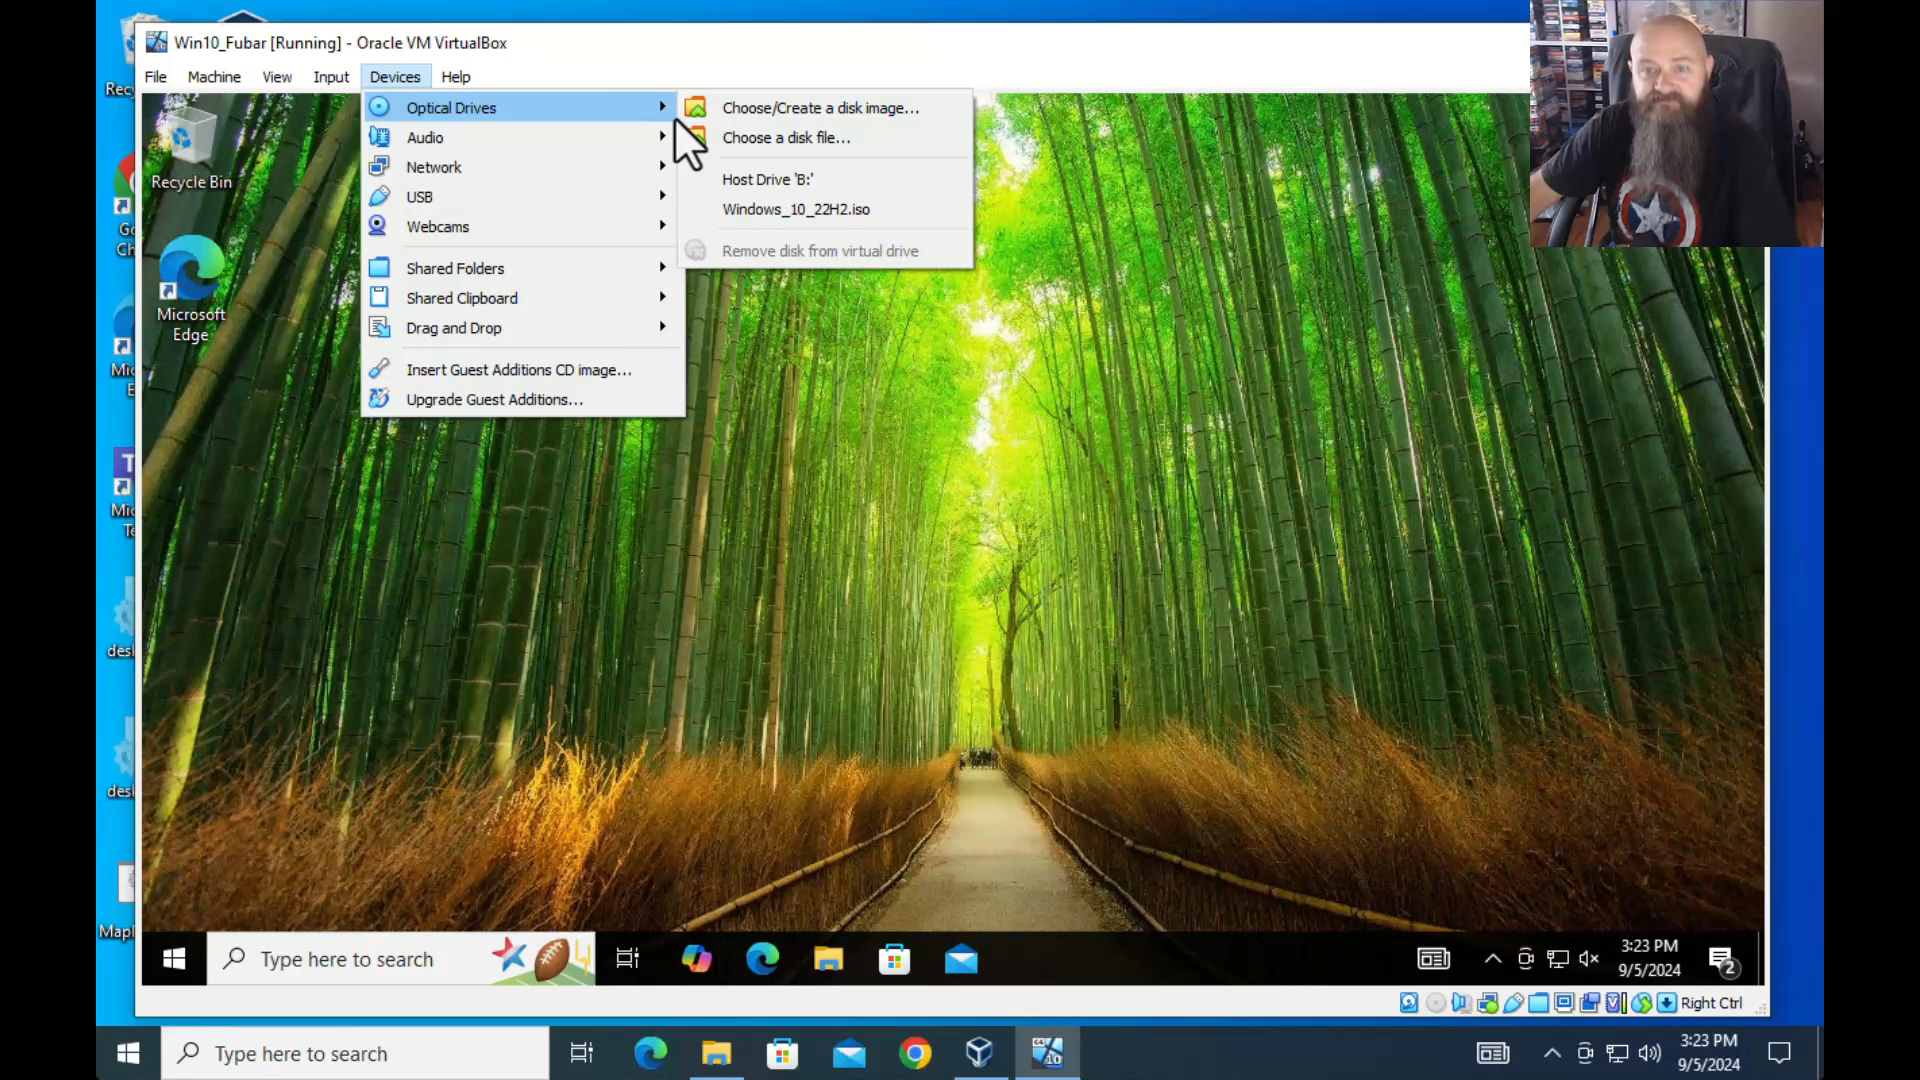 Win10_Fubar [Running] - Oracle VM VirtualBox
File Machine View Input Devices Help
Optical Drives
Audio
Network
USB
Webcams
Shared Folders
Shared Clipboard
Drag and Drop
Insert Guest Additions CD image...
Upgrade Guest Additions...
Choose/Create a disk image...
Choose a disk file...
Host Drive 'B:'
Windows_10_22H2.iso
Remove disk from virtual drive
Recycle Bin
Microsoft
Edge
Type here to search
3:23 PM
9/5/2024
2
Right Ctrl
Type here to search
10
3:23 PM
9/5/2024